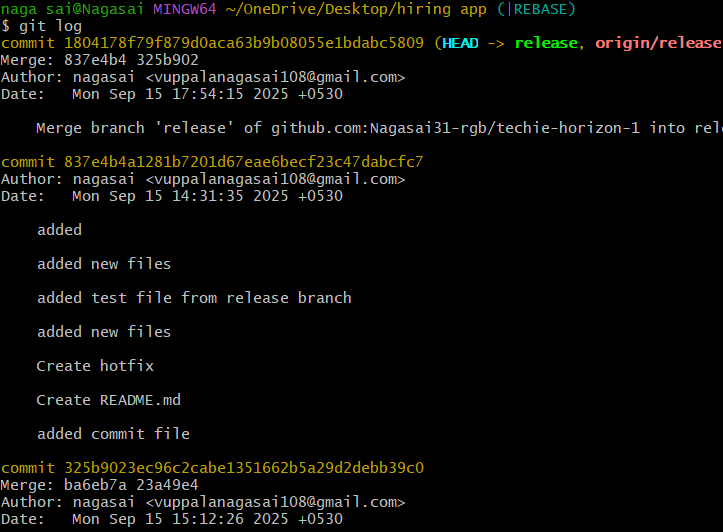 naga sai@Nagasai MINGW64 ~/OneDrive/Desktop/hiring app (|REBASE)
$ git log
commit 1804178f79f879d0aca63b9b08055e1bdabc5809 (HEAD -> release, origin/release
Merge: 837e4b4 325b902
Author: nagasai <vuppalanagasai108@gmail.com>
Date:   Mon Sep 15 17:54:15 2025 +0530
Merge branch 'release' of github.com:Nagasai31-rgb/techie-horizon-1 into rel
commit 837e4b4a1281b7201d67eae6becf23c47dabcfc7
Author: nagasai <vuppalanagasai108@gmail.com>
Date:   Mon Sep 15 14:31:35 2025 +0530
added
added new files
added test file from release branch
added new files
Create hotfix
Create README.md
added commit file
commit 325b9023ec96c2cabe1351662b5a29d2debb39c0
Merge: ba6eb7a 23a49e4
Author: nagasai <vuppalanagasai108@gmail.com>
Date:   Mon Sep 15 15:12:26 2025 +0530